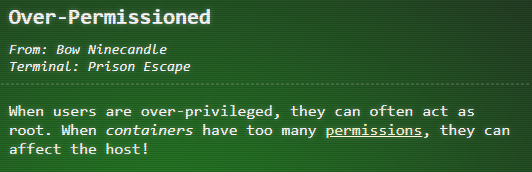 Over-Permissioned
From: Bow Ninecandle
Terminal: Prison Escape
When users are over-privileged, they can often act as
root. When containers have too many permissions, they can
affect the host!